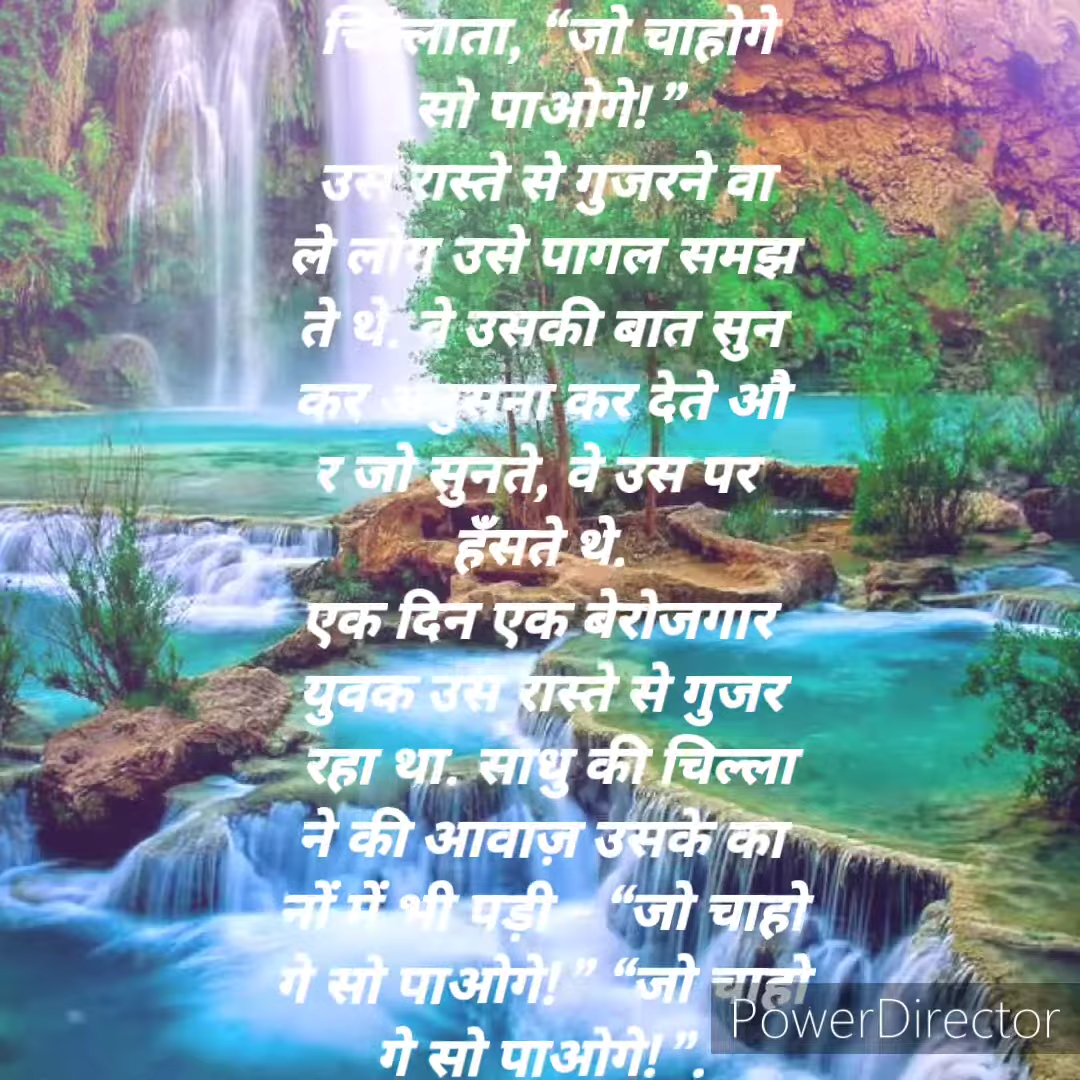 चिल्लाता, “जो चाहोगे
सो पाओगे!”
उस रास्ते से गुजरने वा
ले लोग उसे पागल समझ
ते थे. वे उसकी बात सुन
कर अनसुना कर देते औ
र जो सुनते, वे उस पर
हँसते थे.
एक दिन एक बेरोजगार
युवक उस रास्ते से गुजर
रहा था. साधु की चिल्ला
ने की आवाज़ उसके का
नों में भी पड़ी – “जो चाहो
गे सो पाओगे!” “जो चाहो
गे सो पाओगे!”.
PowerDirector